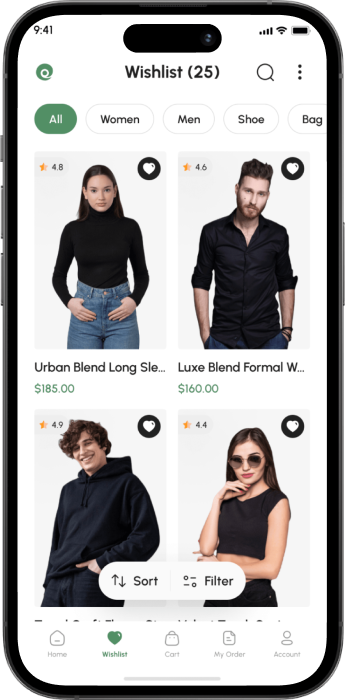 9:41
Wishlist (25)
All Women Men Shoe Bag
4.8 4.6
Urban Blend Long Sle... Luxe Blend Formal W...
$185.00 $160.00
4.9 4.4
Sort Filter
Home Wishlist Cart My Order Account